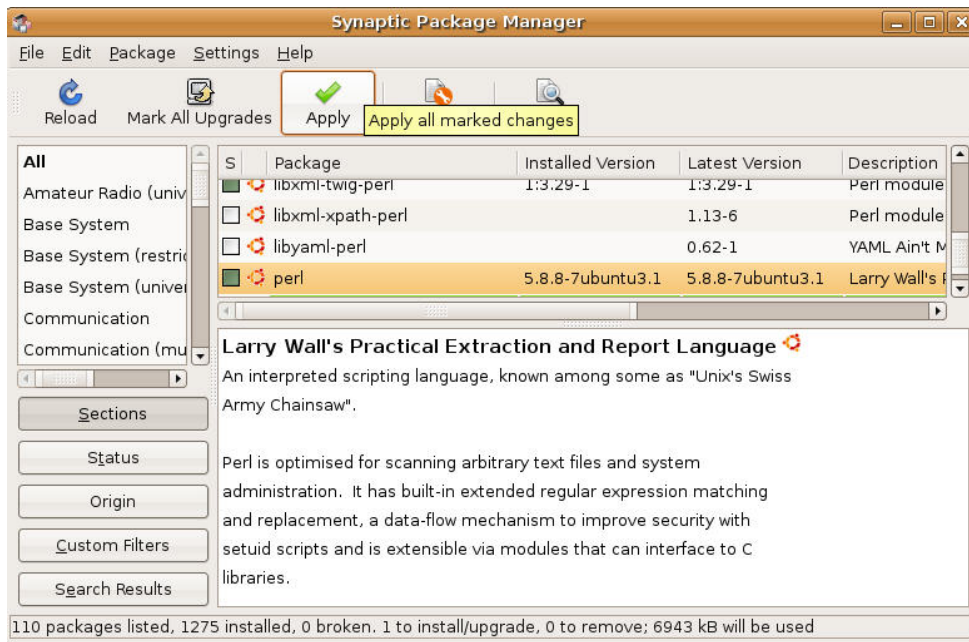 Synaptic Package Manager
File Edit Package Settings Help
Reload Mark All Upgrades Apply
Apply all marked changes
All
Amateur Radio (univ
Base System
Base System (restric
Base System (univer
Communication
Communication (mu
S Package Installed Version Latest Version Description
libxml-twig-perl 1:3.29-1 1:3.29-1 Perl module
libxml-xpath-perl 1.13-6 Perl module
libyaml-perl 0.62-1 YAML Ain't M
perl 5.8.8-7ubuntu3.1 5.8.8-7ubuntu3.1 Larry Wall's P
Sections
Status
Origin
Custom Filters
Search Results
Larry Wall's Practical Extraction and Report Language
An interpreted scripting language, known among some as "Unix's Swiss
Army Chainsaw".
Perl is optimised for scanning arbitrary text files and system
administration. It has built-in extended regular expression matching
and replacement, a data-flow mechanism to improve security with
setuid scripts and is extensible via modules that can interface to C
libraries.
110 packages listed, 1275 installed, 0 broken. 1 to install/upgrade, 0 to remove; 6943 kB will be used